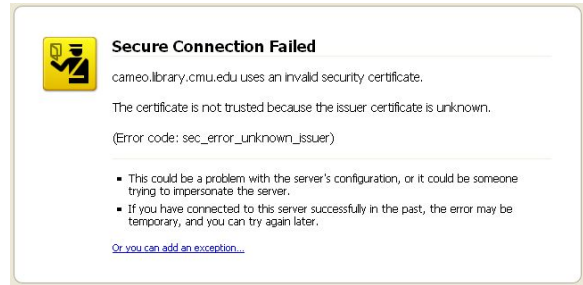 Secure Connection Failed
cameo.library.cmu.edu uses an invalid security certificate.
The certificate is not trusted because the issuer certificate is unknown.
(Error code: sec_error_unknown_issuer)
▪ This could be a problem with the server's configuration, or it could be someone
trying to impersonate the server.
▪ If you have connected to this server successfully in the past, the error may be
temporary, and you can try again later.
Or you can add an exception...